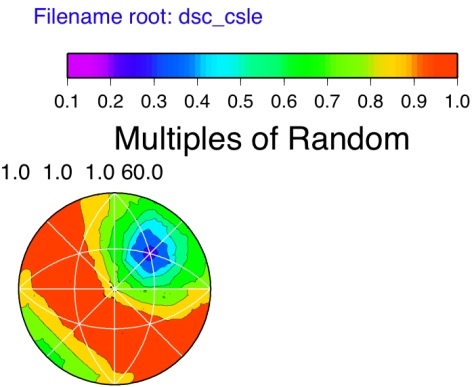 Filename root: dsc_csle
0.1 0.2 0.3 0.4 0.5 0.6 0.7 0.8 0.9 1.0
Multiples of Random
1.0 1.0 1.0 60.0